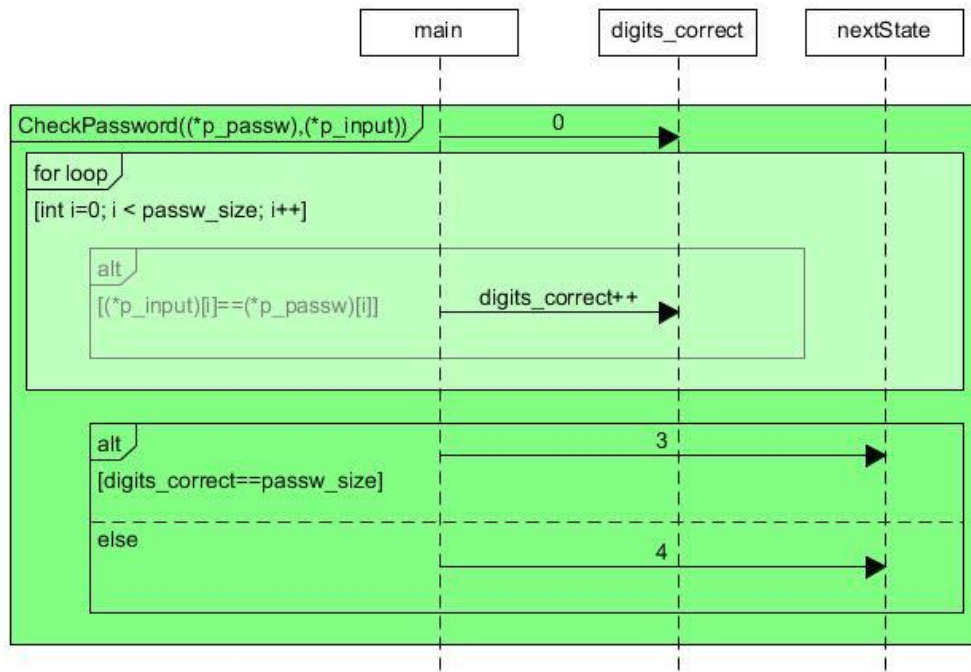 main digits_correct nextState
CheckPassword((*p_passw),(*p_input))
0
for loop
[int i=0; i < passw_size; i++]
alt
[(*p_input)[i]==(*p_passw)[i]]
digits_correct++
alt
3
[digits_correct==passw_size]
else
4